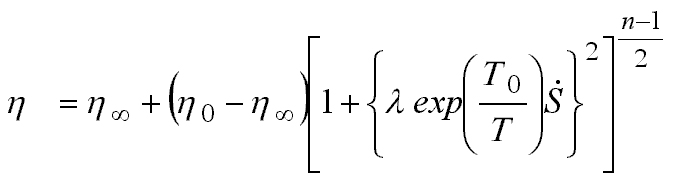 η = η∞ + (η0 − η∞)[1 + {λ exp(T0/T)Ṡ}²]^((n−1)/2)